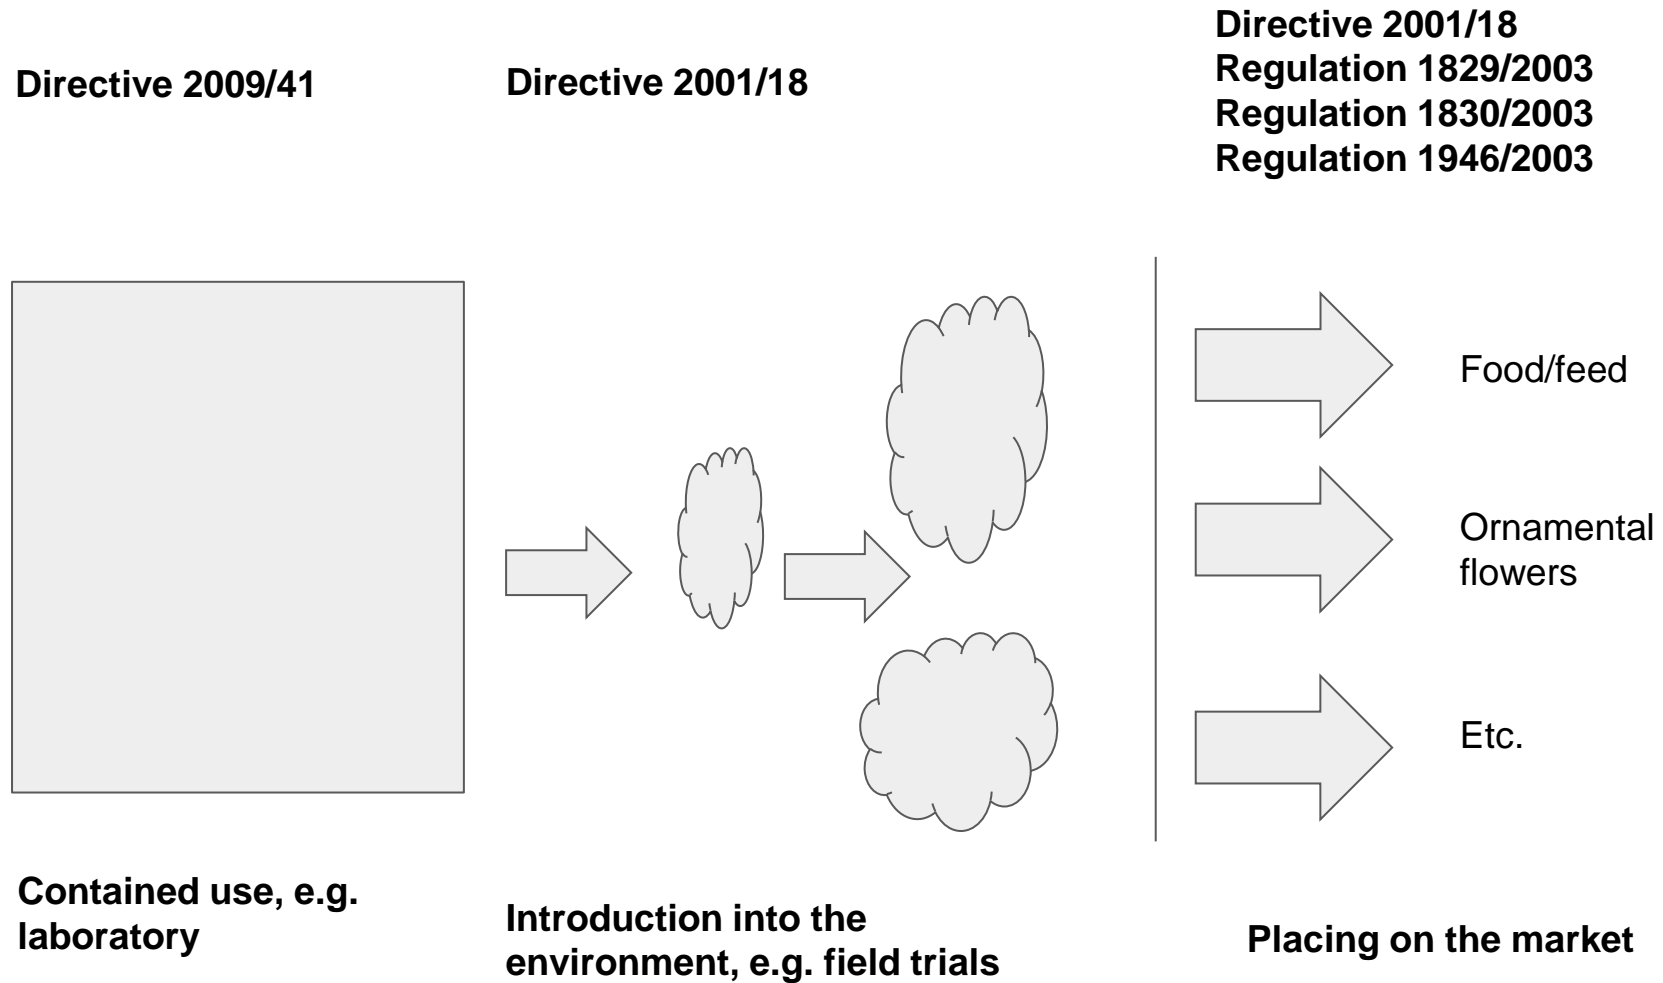 Directive 2009/41
Directive 2001/18
Directive 2001/18
Regulation 1829/2003
Regulation 1830/2003
Regulation 1946/2003
Food/feed
Ornamental
flowers
Etc.
Contained use, e.g.
laboratory
Introduction into the
environment, e.g. field trials
Placing on the market